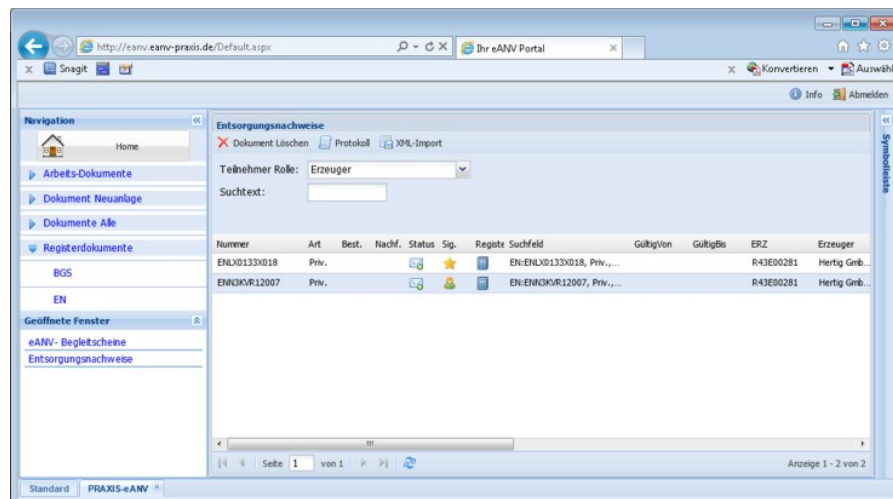 http://eanv.eanv-praxis.de/Default.aspx
Ihr eANV Portal
Snagit
Konvertieren
Auswähl
Info
Abmelden
Navigation
Home
Arbeits-Dokumente
Dokument Neuanlage
Dokumente Alle
Registerdokumente
BGS
EN
Geöffnete Fenster
eANV- Begleitscheine
Entsorgungsnachweise
Entsorgungsnachweise
Dokument Löschen Protokoll XML-Import
Teilnehmer Rolle: Erzeuger
Suchtext:
Nummer Art Best. Nachf. Status Sig. Registe Suchfeld GültigVon GültigBis ERZ Erzeuger
ENLX0133X018 Priv. EN:ENLX0133X018, Priv.,... R43E00281 Hertig Gmb...
ENN3KVR12007 Priv. EN:ENN3KVR12007, Priv.,... R43E00281 Hertig Gmb...
Seite 1 von 1
Anzeige 1 - 2 von 2
Symbolleiste
Standard PRAXIS-eANV